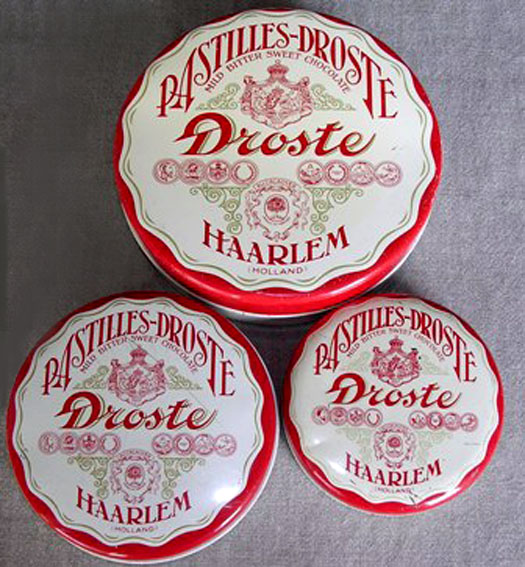 PASTILLES-DROSTE
MILD BITTER SWEET CHOCOLATE
Droste
HAARLEM
(HOLLAND)
PASTILLES-DROSTE
MILD BITTER-SWEET CHOCOLATE
Droste
HAARLEM
(HOLLAND)
PASTILLES-DROSTE
MILD BITTER SWEET CHOCOLATE
Droste
HAARLEM
(HOLLAND)